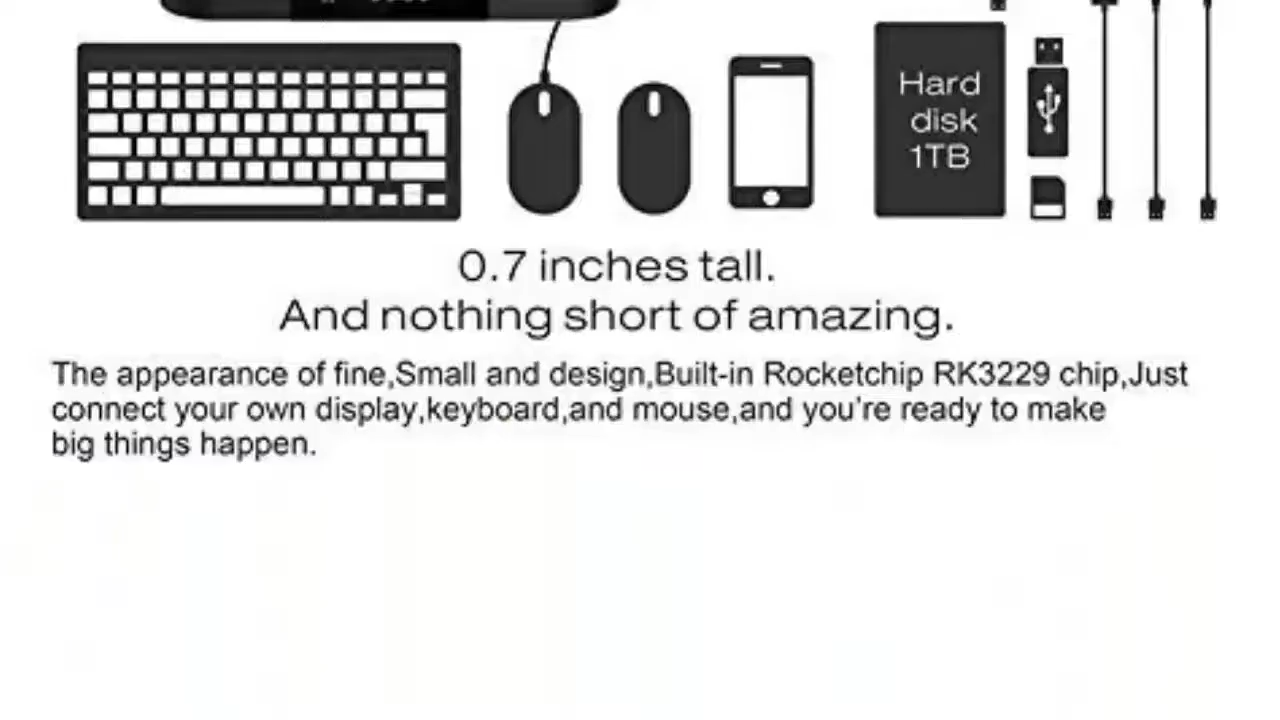 Hard
disk
1TB
0.7 inches tall.
And nothing short of amazing.
The appearance of fine,Small and design,Built-in Rocketchip RK3229 chip,Just
connect your own display,keyboard,and mouse,and you're ready to make
big things happen.